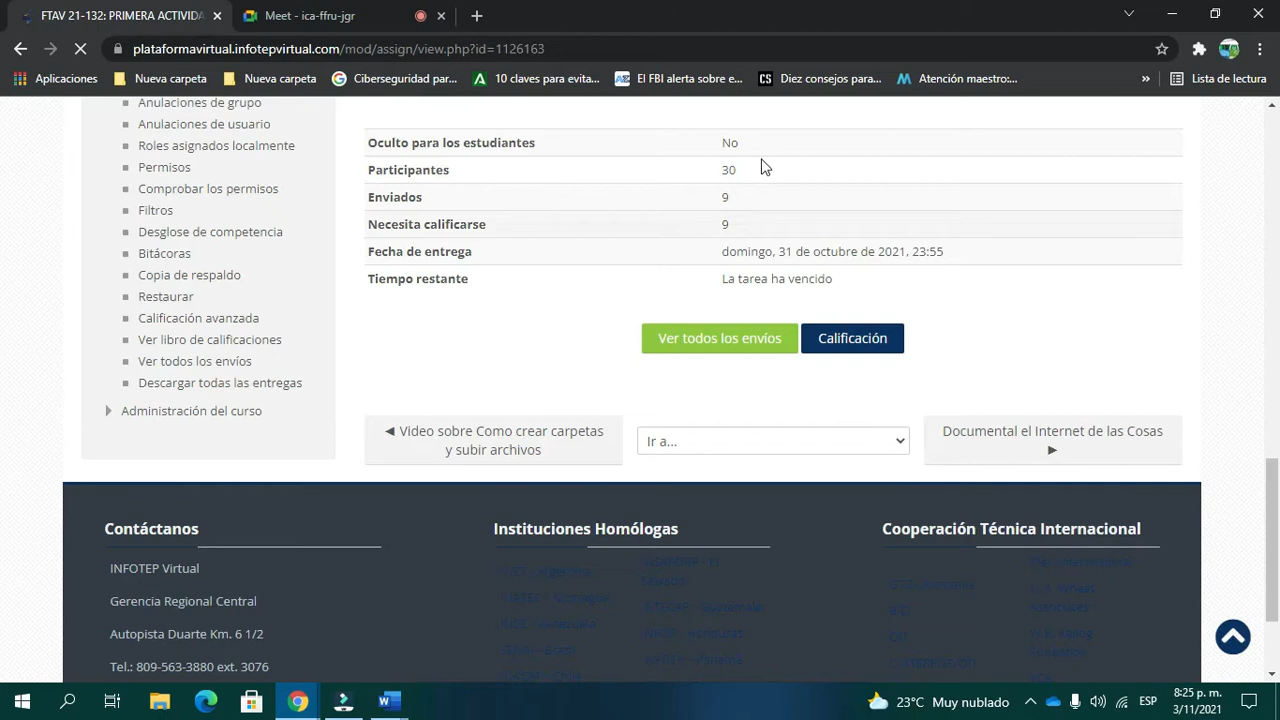 FTAV 21-132: PRIMERA ACTIVIDA
Meet - ica-ffru-jgr
plataformavirtual.infotepvirtual.com/mod/assign/view.php?id=1126163
Aplicaciones
Nueva carpeta
Nueva carpeta
Ciberseguridad par...
10 claves para evita...
El FBI alerta sobre e...
Diez consejos para...
Atención maestro:...
»
Lista de lectura
Anulaciones de grupo
Anulaciones de usuario
Roles asignados localmente
Permisos
Comprobar los permisos
Filtros
Desglose de competencia
Bitácoras
Copia de respaldo
Restaurar
Calificación avanzada
Ver libro de calificaciones
Ver todos los envíos
Descargar todas las entregas
Administración del curso
Oculto para los estudiantes No
Participantes 30
Enviados 9
Necesita calificarse 9
Fecha de entrega domingo, 31 de octubre de 2021, 23:55
Tiempo restante La tarea ha vencido
Ver todos los envíos
Calificación
◄ Video sobre Como crear carpetas
y subir archivos
Ir a...
Documental el Internet de las Cosas
►
Contáctanos
INFOTEP Virtual
Gerencia Regional Central
Autopista Duarte Km. 6 1/2
Tel.: 809-563-3880 ext. 3076
Instituciones Homólogas
Cooperación Técnica Internacional
23°C Muy nublado
ESP
8:25 p. m.
3/11/2021